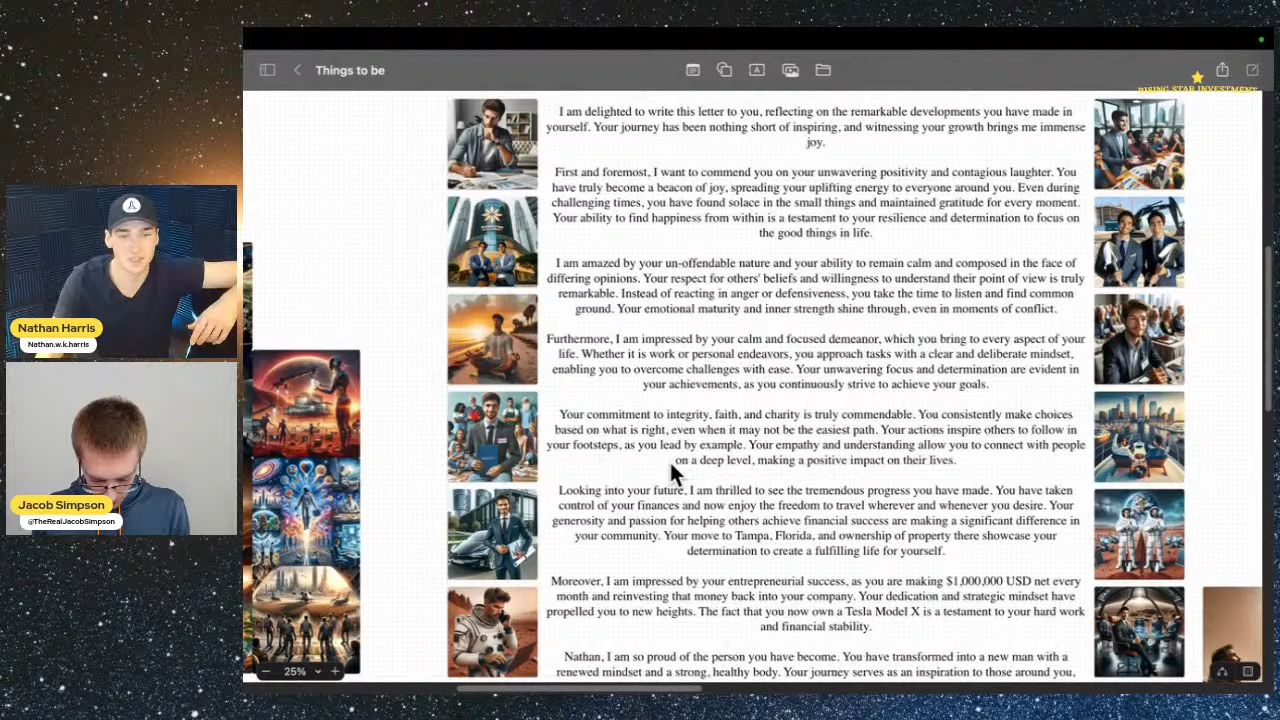 Things to be
RISING STAR INVESTMENT
I am delighted to write this letter to you, reflecting on the remarkable developments you have made in
yourself. Your journey has been nothing short of inspiring, and witnessing your growth brings me immense
joy.
First and foremost, I want to commend you on your unwavering positivity and contagious laughter. You
have truly become a beacon of joy, spreading your uplifting energy to everyone around you. Even during
challenging times, you have found solace in the small things and maintained gratitude for every moment.
Your ability to find happiness from within is a testament to your resilience and determination to focus on
the good things in life.
I am amazed by your un-offendable nature and your ability to remain calm and composed in the face of
differing opinions. Your respect for others' beliefs and willingness to understand their point of view is truly
remarkable. Instead of reacting in anger or defensiveness, you take the time to listen and find common
ground. Your emotional maturity and inner strength shine through, even in moments of conflict.
Furthermore, I am impressed by your calm and focused demeanor, which you bring to every aspect of your
life. Whether it is work or personal endeavors, you approach tasks with a clear and deliberate mindset,
enabling you to overcome challenges with ease. Your unwavering focus and determination are evident in
your achievements, as you continuously strive to achieve your goals.
Your commitment to integrity, faith, and charity is truly commendable. You consistently make choices
based on what is right, even when it may not be the easiest path. Your actions inspire others to follow in
your footsteps, as you lead by example. Your empathy and understanding allow you to connect with people
on a deep level, making a positive impact on their lives.
Looking into your future, I am thrilled to see the tremendous progress you have made. You have taken
control of your finances and now enjoy the freedom to travel wherever and whenever you desire. Your
generosity and passion for helping others achieve financial success are making a significant difference in
your community. Your move to Tampa, Florida, and ownership of property there showcase your
determination to create a fulfilling life for yourself.
Moreover, I am impressed by your entrepreneurial success, as you are making $1,000,000 USD net every
month and reinvesting that money back into your company. Your dedication and strategic mindset have
propelled you to new heights. The fact that you now own a Tesla Model X is a testament to your hard work
and financial stability.
Nathan, I am so proud of the person you have become. You have transformed into a new man with a
renewed mindset and a strong, healthy body. Your journey serves as an inspiration to those around you,
Nathan Harris
Nathan.w.k.harris
Jacob Simpson
@TheRealJacobSimpson
25%